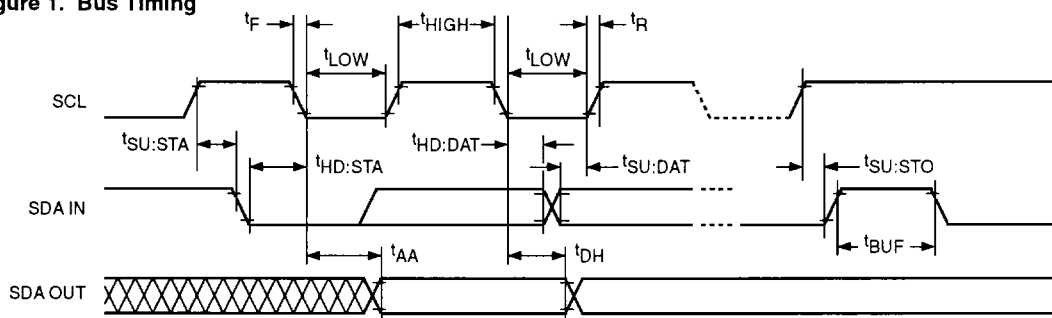 gure 1. Bus Timing
tF
tHIGH
tR
tLOW
tLOW
SCL
tSU:STA
tHD:STA
tHD:DAT
tSU:DAT
tSU:STO
SDA IN
tBUF
tAA
tDH
SDA OUT